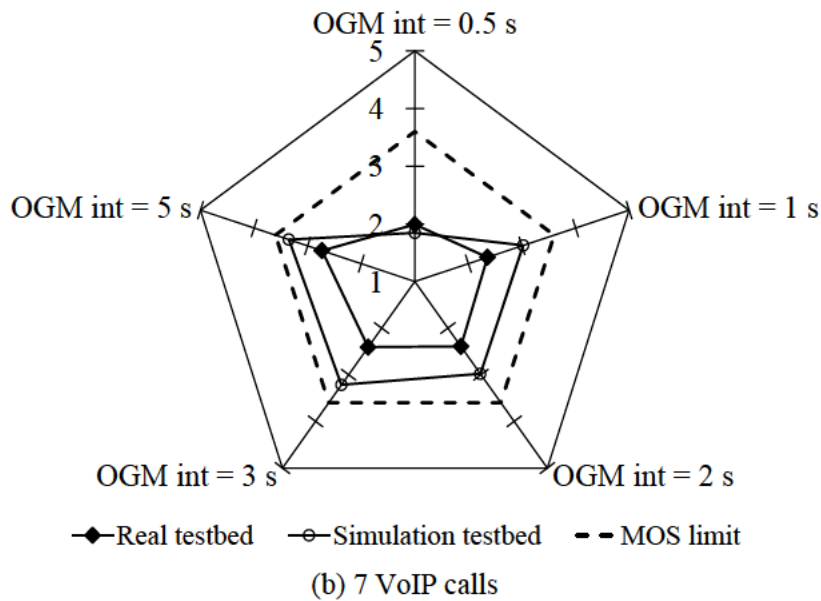 OGM int = 0.5 s
5
4
3
2
1
OGM int = 5 s
OGM int = 1 s
OGM int = 3 s
OGM int = 2 s
Real testbed Simulation testbed MOS limit
(b) 7 VoIP calls